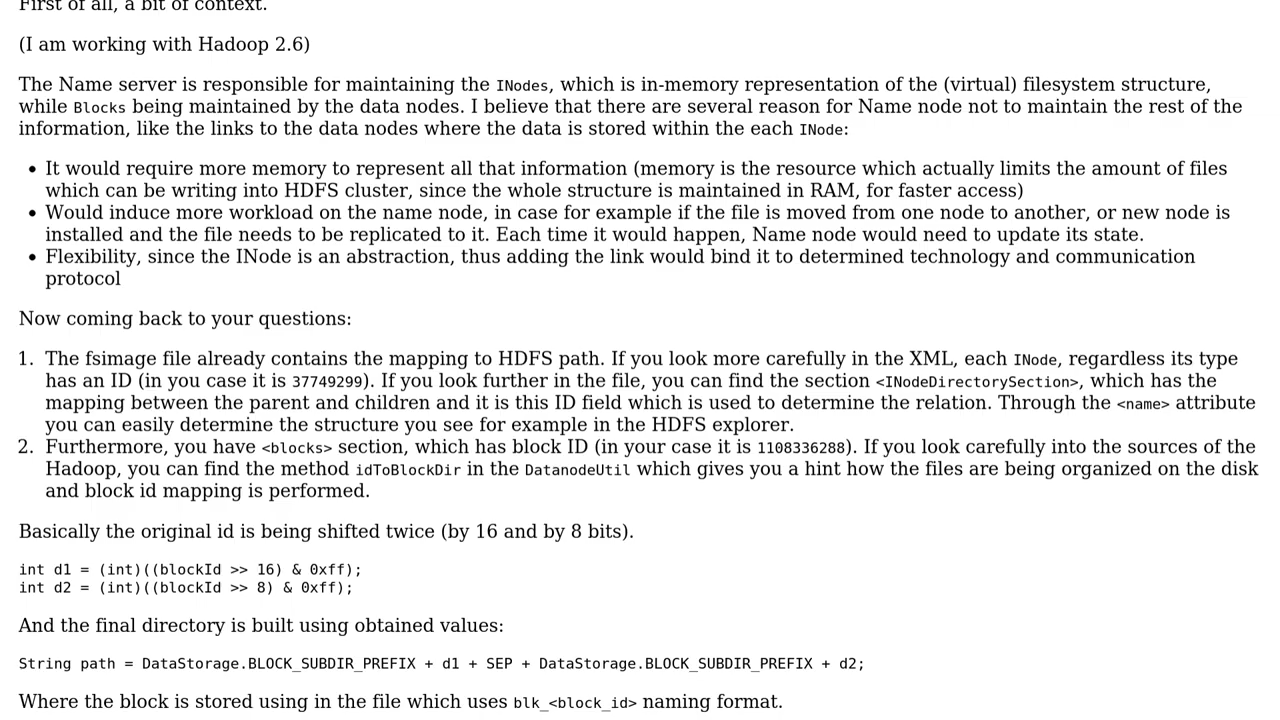 First of all, a bit of context.
(I am working with Hadoop 2.6)
The Name server is responsible for maintaining the INodes, which is in-memory representation of the (virtual) filesystem structure,
while Blocks being maintained by the data nodes. I believe that there are several reason for Name node not to maintain the rest of the
information, like the links to the data nodes where the data is stored within the each INode:
• It would require more memory to represent all that information (memory is the resource which actually limits the amount of files
which can be writing into HDFS cluster, since the whole structure is maintained in RAM, for faster access)
• Would induce more workload on the name node, in case for example if the file is moved from one node to another, or new node is
installed and the file needs to be replicated to it. Each time it would happen, Name node would need to update its state.
• Flexibility, since the INode is an abstraction, thus adding the link would bind it to determined technology and communication
protocol
Now coming back to your questions:
1. The fsimage file already contains the mapping to HDFS path. If you look more carefully in the XML, each INode, regardless its type
has an ID (in you case it is 37749299). If you look further in the file, you can find the section <INodeDirectorySection>, which has the
mapping between the parent and children and it is this ID field which is used to determine the relation. Through the <name> attribute
you can easily determine the structure you see for example in the HDFS explorer.
2. Furthermore, you have <blocks> section, which has block ID (in your case it is 1108336288). If you look carefully into the sources of the
Hadoop, you can find the method idToBlockDir in the DatanodeUtil which gives you a hint how the files are being organized on the disk
and block id mapping is performed.
Basically the original id is being shifted twice (by 16 and by 8 bits).
int d1 = (int)((blockId >> 16) & 0xff);
int d2 = (int)((blockId >> 8) & 0xff);
And the final directory is built using obtained values:
String path = DataStorage.BLOCK_SUBDIR_PREFIX + d1 + SEP + DataStorage.BLOCK_SUBDIR_PREFIX + d2;
Where the block is stored using in the file which uses blk_<block_id> naming format.